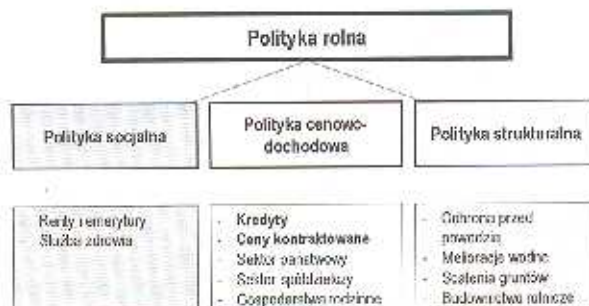 Polityka rolna
Polityka socjalna
Polityka cenowo-
dochodowa
Polityka strukturalna
- Renty i emerytury
- Służba zdrowia
- Kredyty
- Ceny kontraktowane
- Sektor państwowy
- Sektor spółdzielczy
- Gospodarstwa rodzinne
- Ochrona przed
powodzią
- Melioracje wodne
- Scalenia gruntów
- Budownictwo rolnicze